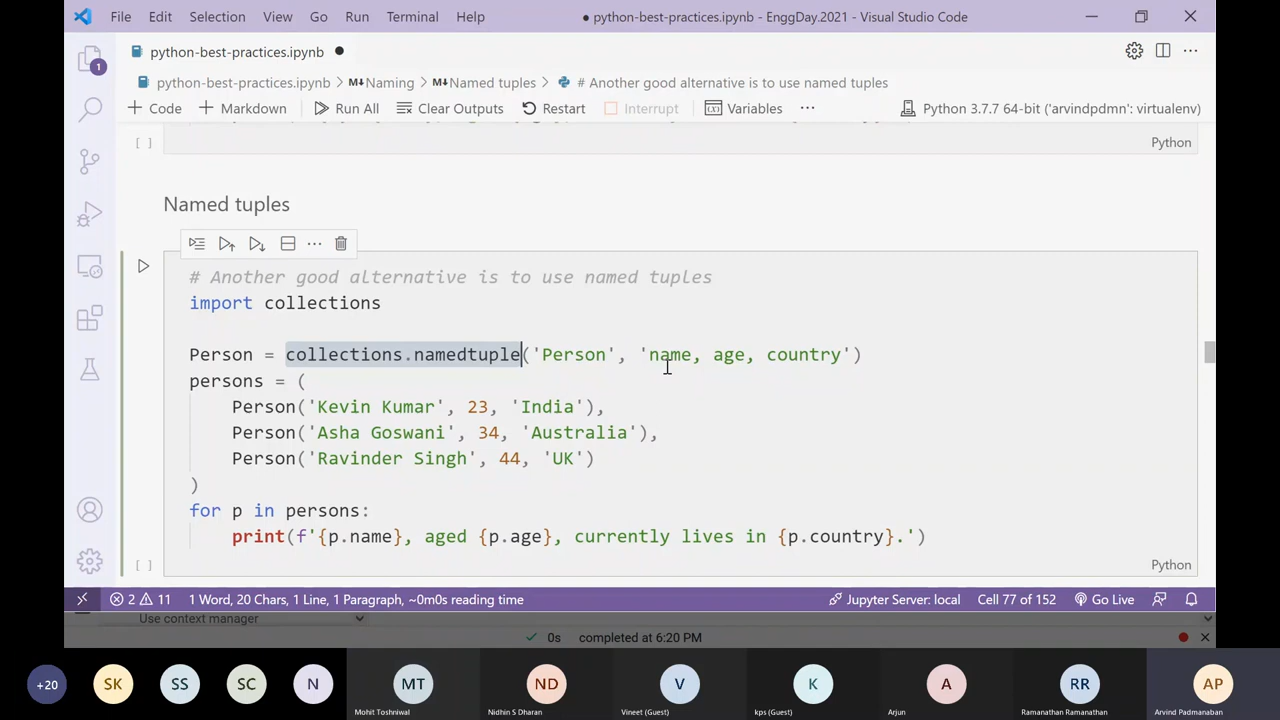 File Edit Selection View Go Run Terminal Help ● python-best-practices.ipynb - EnggDay.2021 - Visual Studio Code
python-best-practices.ipynb ●
python-best-practices.ipynb > M↓Naming > M↓Named tuples > # Another good alternative is to use named tuples
+ Code + Markdown Run All Clear Outputs Restart Interrupt Variables ··· Python 3.7.7 64-bit ('arvindpdmn': virtualenv)
1
[ ] Python
Named tuples
# Another good alternative is to use named tuples
import collections
Person = collections.namedtuple('Person', 'name, age, country')
persons = (
Person('Kevin Kumar', 23, 'India'),
Person('Asha Goswani', 34, 'Australia'),
Person('Ravinder Singh', 44, 'UK')
)
for p in persons:
print(f'{p.name}, aged {p.age}, currently lives in {p.country}.')
[ ] Python
2 11 1 Word, 20 Chars, 1 Line, 1 Paragraph, ~0m0s reading time Jupyter Server: local Cell 77 of 152 Go Live
Use context manager
0s completed at 6:20 PM
+20 SK SS SC N MT ND V K A RR AP
Mohit Toshniwal Nidhin S Dharan Vineet (Guest) kps (Guest) Arjun Ramanathan Ramanathan Arvind Padmanaban